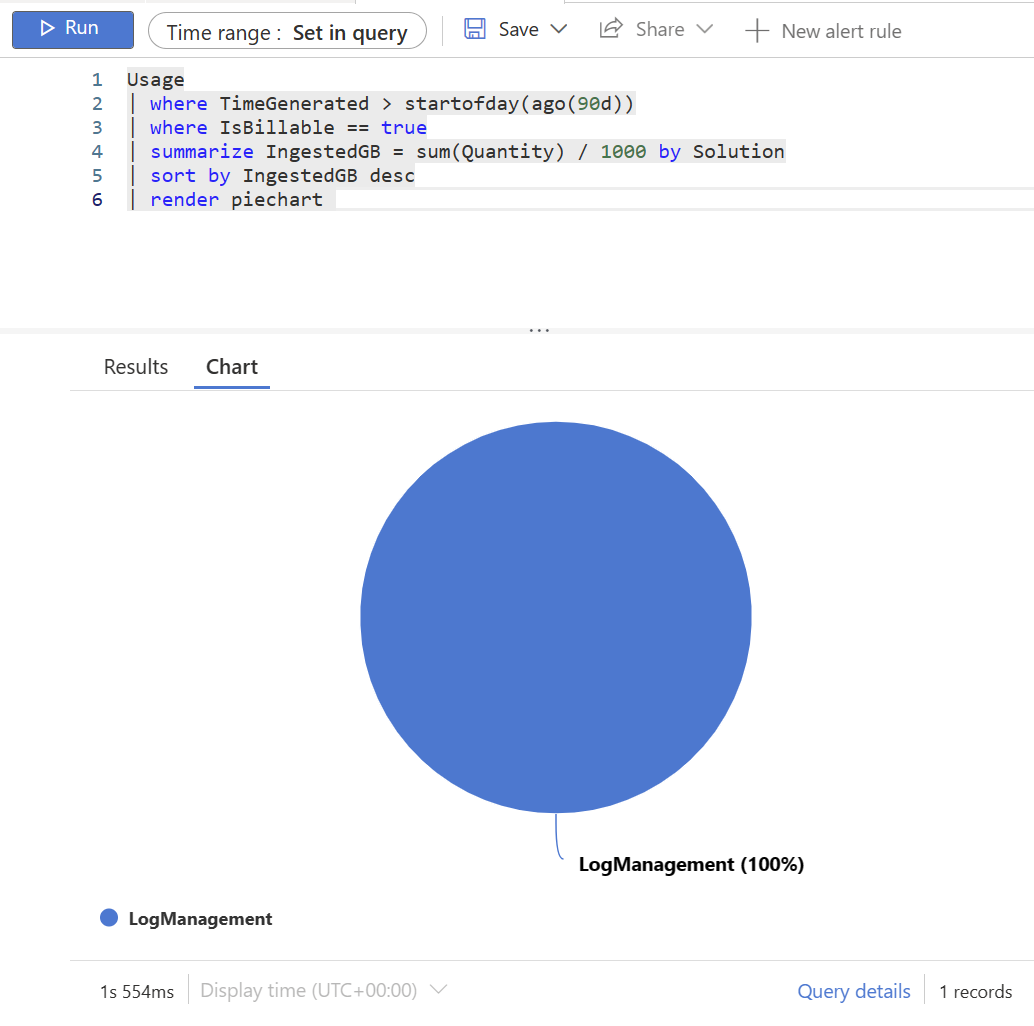 Run Time range : Set in query Save Share New alert rule
1 Usage
2 | where TimeGenerated > startofday(ago(90d))
3 | where IsBillable == true
4 | summarize IngestedGB = sum(Quantity) / 1000 by Solution
5 | sort by IngestedGB desc
6 | render piechart
...
Results Chart
LogManagement (100%)
LogManagement
1s 554ms Display time (UTC+00:00) Query details 1 records